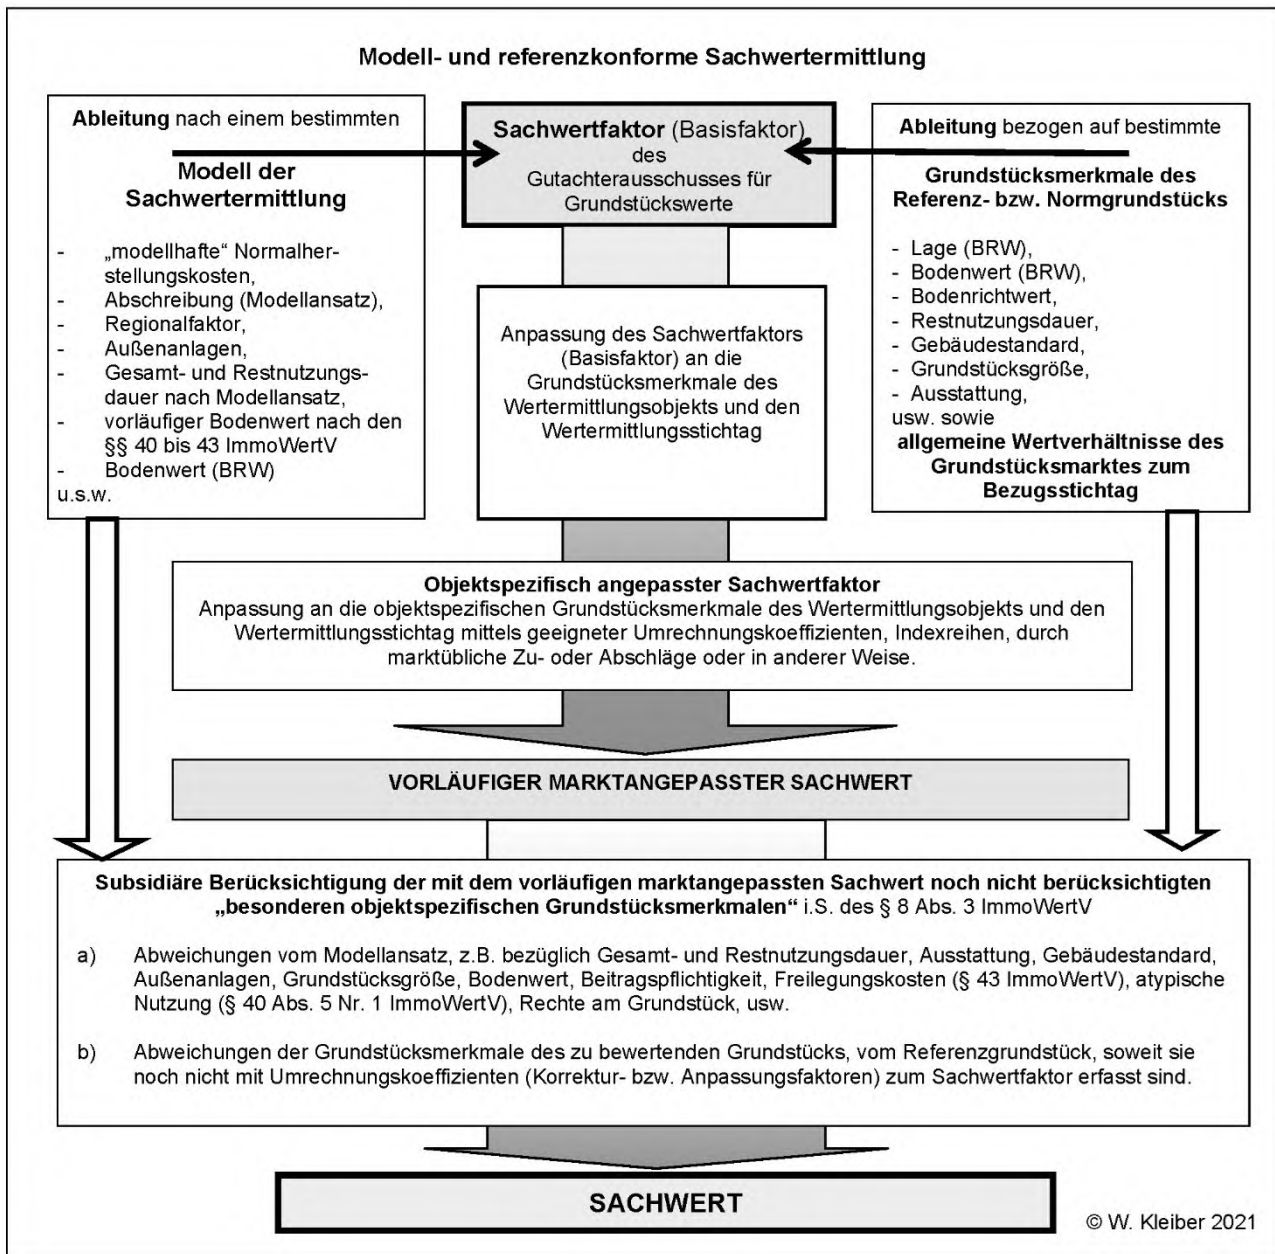 Modell- und referenzkonforme Sachwertermittlung
Ableitung nach einem bestimmten
Modell der
Sachwertermittlung
- „modellhafte“ Normalher-
stellungskosten,
- Abschreibung (Modellansatz),
- Regionalfaktor,
- Außenanlagen,
- Gesamt- und Restnutzungs-
dauer nach Modellansatz,
- vorläufiger Bodenwert nach den
§§ 40 bis 43 ImmoWertV
- Bodenwert (BRW)
u.s.w.
Sachwertfaktor (Basisfaktor)
des
Gutachterausschusses für
Grundstückswerte
Ableitung bezogen auf bestimmte
Grundstücksmerkmale des
Referenz- bzw. Normgrundstücks
- Lage (BRW),
- Bodenwert (BRW),
- Bodenrichtwert,
- Restnutzungsdauer,
- Gebäudestandard,
- Grundstücksgröße,
- Ausstattung,
usw. sowie
allgemeine Wertverhältnisse des
Grundstücksmarktes zum
Bezugsstichtag
Anpassung des Sachwertfaktors
(Basisfaktor) an die
Grundstücksmerkmale des
Wertermittlungsobjekts und den
Wertermittlungsstichtag
Objektspezifisch angepasster Sachwertfaktor
Anpassung an die objektspezifischen Grundstücksmerkmale des Wertermittlungsobjekts und den
Wertermittlungsstichtag mittels geeigneter Umrechnungskoeffizienten, Indexreihen, durch
marktübliche Zu- oder Abschläge oder in anderer Weise.
VORLÄUFIGER MARKTANGEPASSTER SACHWERT
Subsidiäre Berücksichtigung der mit dem vorläufigen marktangepassten Sachwert noch nicht berücksichtigten
„besonderen objektspezifischen Grundstücksmerkmalen“ i.S. des § 8 Abs. 3 ImmoWertV
a) Abweichungen vom Modellansatz, z.B. bezüglich Gesamt- und Restnutzungsdauer, Ausstattung, Gebäudestandard,
Außenanlagen, Grundstücksgröße, Bodenwert, Beitragspflichtigkeit, Freilegungskosten (§ 43 ImmoWertV), atypische
Nutzung (§ 40 Abs. 5 Nr. 1 ImmoWertV), Rechte am Grundstück, usw.
b) Abweichungen der Grundstücksmerkmale des zu bewertenden Grundstücks, vom Referenzgrundstück, soweit sie
noch nicht mit Umrechnungskoeffizienten (Korrektur- bzw. Anpassungsfaktoren) zum Sachwertfaktor erfasst sind.
SACHWERT
© W. Kleiber 2021